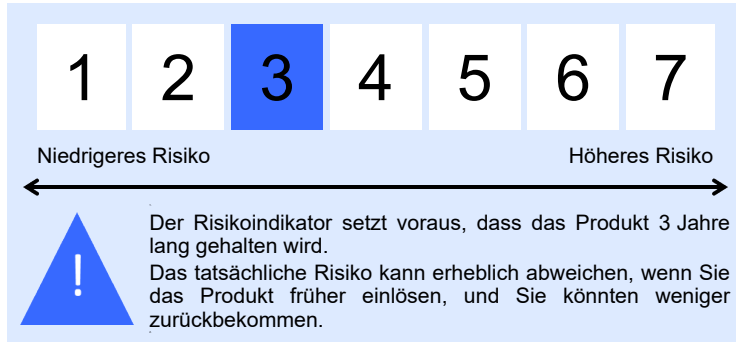 1 2 3 4 5 6 7
Niedrigeres Risiko Höheres Risiko
Der Risikoindikator setzt voraus, dass das Produkt 3 Jahre
lang gehalten wird.
Das tatsächliche Risiko kann erheblich abweichen, wenn Sie
das Produkt früher einlösen, und Sie könnten weniger
zurückbekommen.
!